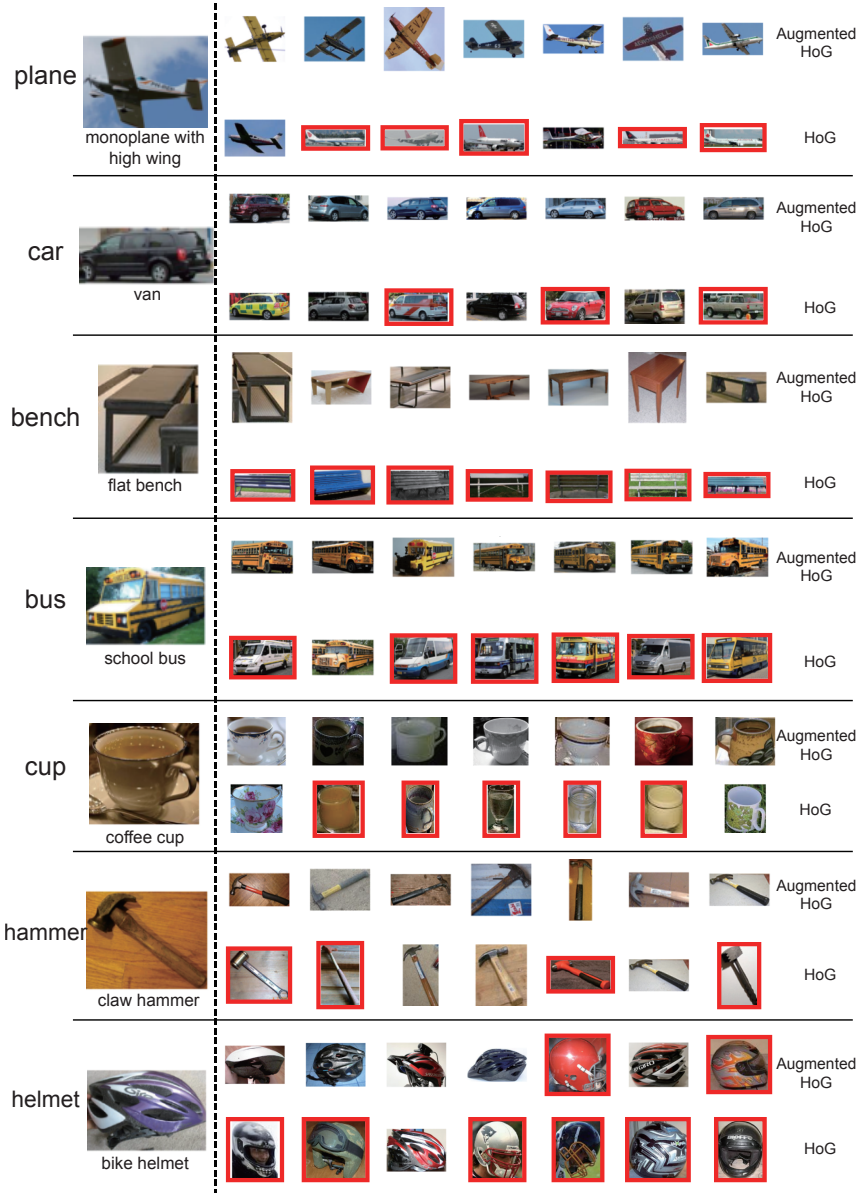 plane
monoplane with
high wing
Augmented
HoG
HoG
car
van
Augmented
HoG
HoG
bench
flat bench
Augmented
HoG
HoG
bus
school bus
Augmented
HoG
HoG
cup
coffee cup
Augmented
HoG
HoG
hammer
claw hammer
Augmented
HoG
HoG
helmet
bike helmet
Augmented
HoG
HoG